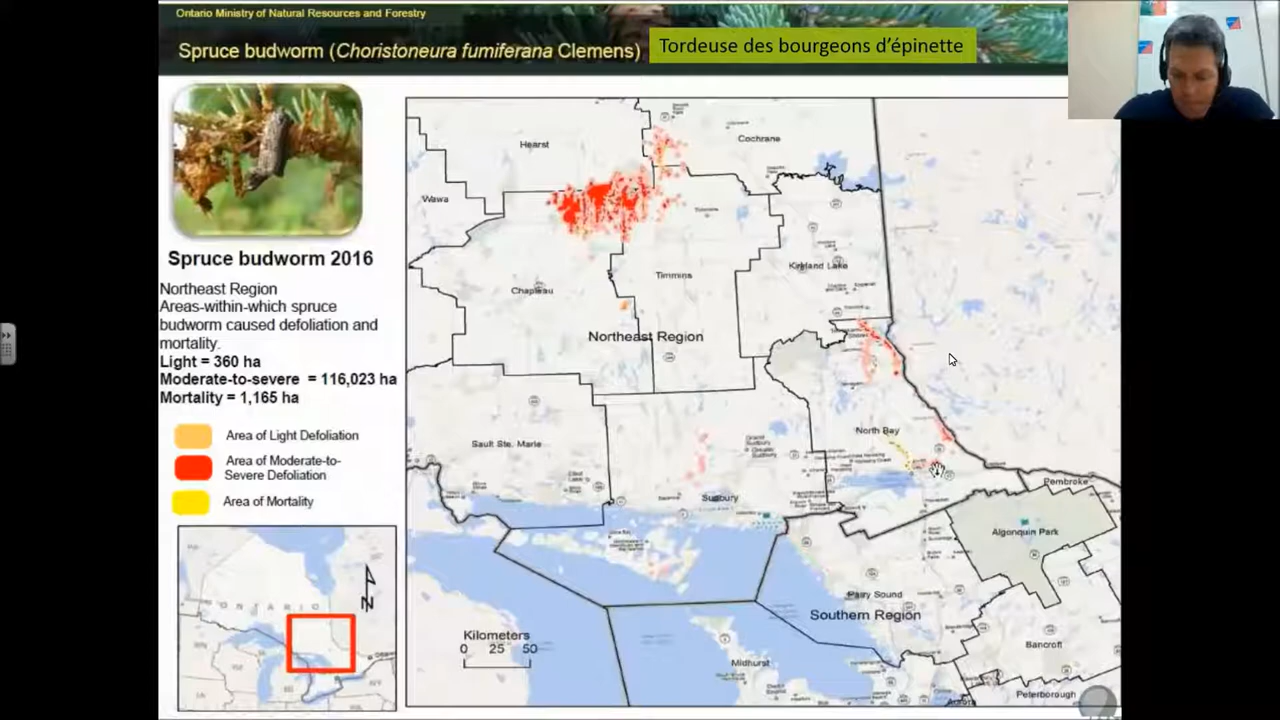 Ontario Ministry of Natural Resources and Forestry
Spruce budworm (Choristoneura fumiferana Clemens)
Tordeuse des bourgeons d'épinette
Spruce budworm 2016
Northeast Region
Areas-within-which spruce
budworm caused defoliation and
mortality.
Light = 360 ha
Moderate-to-severe = 116,023 ha
Mortality = 1,165 ha
Area of Light Defoliation
Area of Moderate-to-
Severe Defoliation
Area of Mortality
ONTARIO
N
Hearst
Cochrane
Wawa
Kirkland Lake
Timmins
Chapleau
Northeast Region
North Bay
Sault Ste. Marie
Sudbury
Pembroke
Algonquin Park
Parry Sound
Southern Region
Kilometers
0 25 50
Bancroft
Midhurst
Peterborough
Aurora